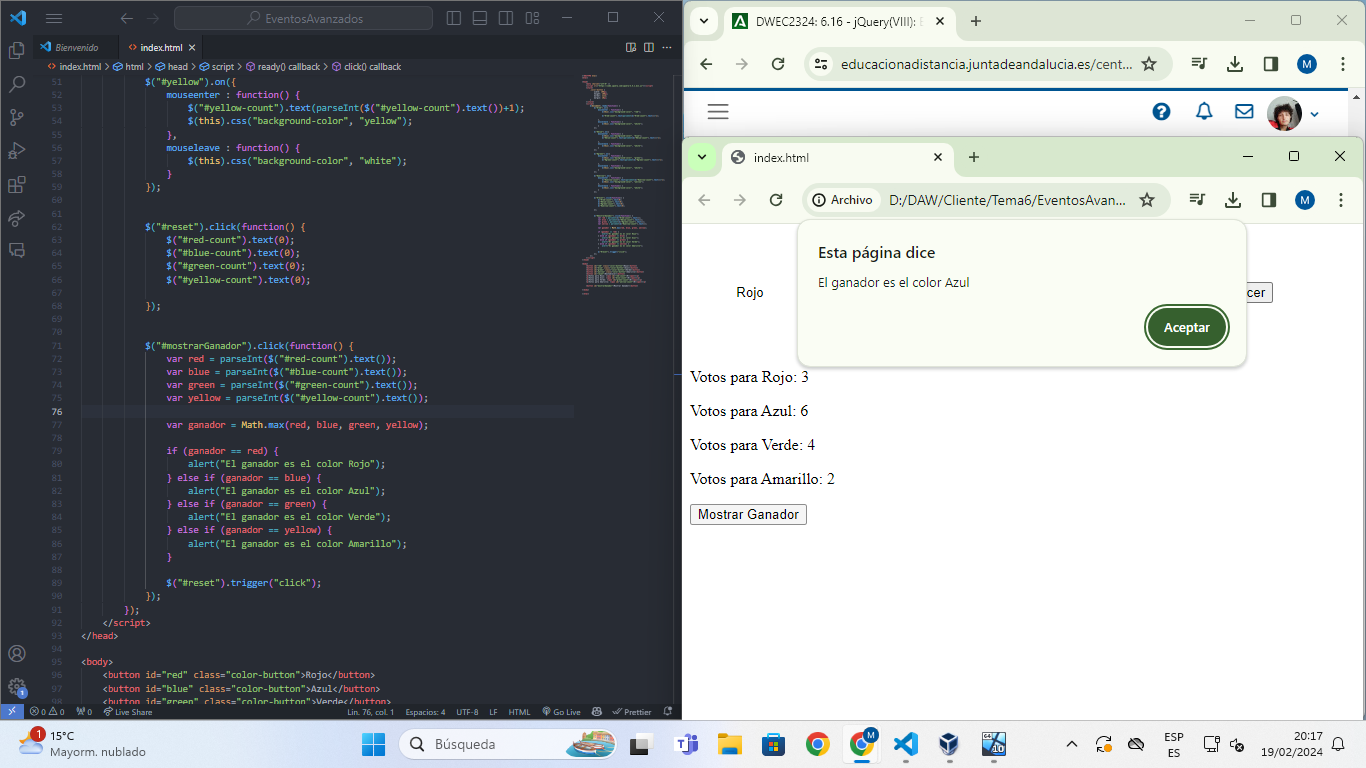 EventosAvanzados
Bienvenido
index.html
index.html > html > head > script > ready() callback > click() callback
51 $("#yellow").on({
52 mouseenter : function() {
53 $("#yellow-count").text(parseInt($("#yellow-count").text())+1);
54 $(this).css("background-color", "yellow");
55 },
56 mouseleave : function() {
57 $(this).css("background-color", "white");
58 }
59 });
60
61
62 $("#reset").click(function() {
63 $("#red-count").text(0);
64 $("#blue-count").text(0);
65 $("#green-count").text(0);
66 $("#yellow-count").text(0);
67
68 });
69
70
71 $("#mostrarGanador").click(function() {
72 var red = parseInt($("#red-count").text());
73 var blue = parseInt($("#blue-count").text());
74 var green = parseInt($("#green-count").text());
75 var yellow = parseInt($("#yellow-count").text());
76
77 var ganador = Math.max(red, blue, green, yellow);
78
79 if (ganador == red) {
80 alert("El ganador es el color Rojo");
81 } else if (ganador == blue) {
82 alert("El ganador es el color Azul");
83 } else if (ganador == green) {
84 alert("El ganador es el color Verde");
85 } else if (ganador == yellow) {
86 alert("El ganador es el color Amarillo");
87 }
88
89 $("#reset").trigger("click");
90 });
91 });
92 </script>
93 </head>
94
95 <body>
96 <button id="red" class="color-button">Rojo</button>
97 <button id="blue" class="color-button">Azul</button>
98 <button id="green" class="color-button">Verde</button>
1
0 0 0 Live Share
Lín. 76, col. 1 Espacios: 4 UTF-8 LF HTML Go Live Prettier
DWEC2324: 6.16 - jQuery(VIII): E
educacionadistancia.juntadeandalucia.es/cent...
M
index.html
Archivo D:/DAW/Cliente/Tema6/EventosAvan...
M
Esta página dice
El ganador es el color Azul
Aceptar
Rojo
cer
Votos para Rojo: 3
Votos para Azul: 6
Votos para Verde: 4
Votos para Amarillo: 2
Mostrar Ganador
1
15°C
Mayorm. nublado
Búsqueda
M
64
10
ESP
ES
20:17
19/02/2024